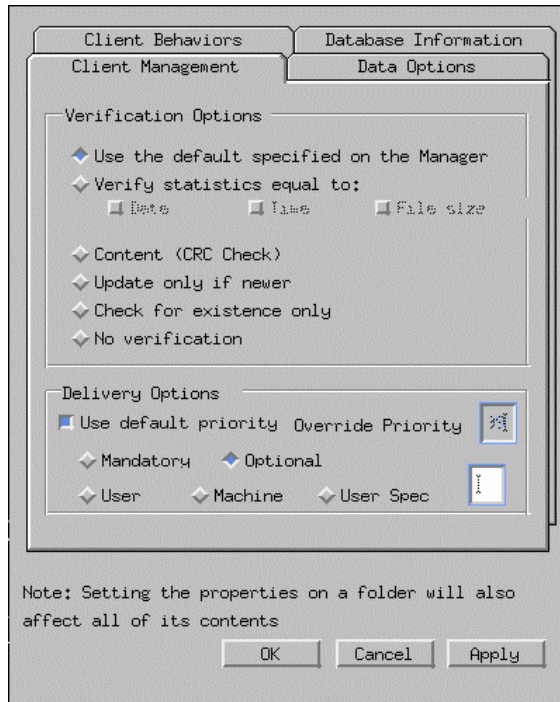 Client Behaviors
Database Information
Client Management
Data Options
Verification Options
Use the default specified on the Manager
Verify statistics equal to:
Date
Time
File size
Content (CRC Check)
Update only if newer
Check for existence only
No verification
Delivery Options
Use default priority
Override Priority
Mandatory
Optional
User
Machine
User Spec
Note: Setting the properties on a folder will also
affect all of its contents
OK
Cancel
Apply